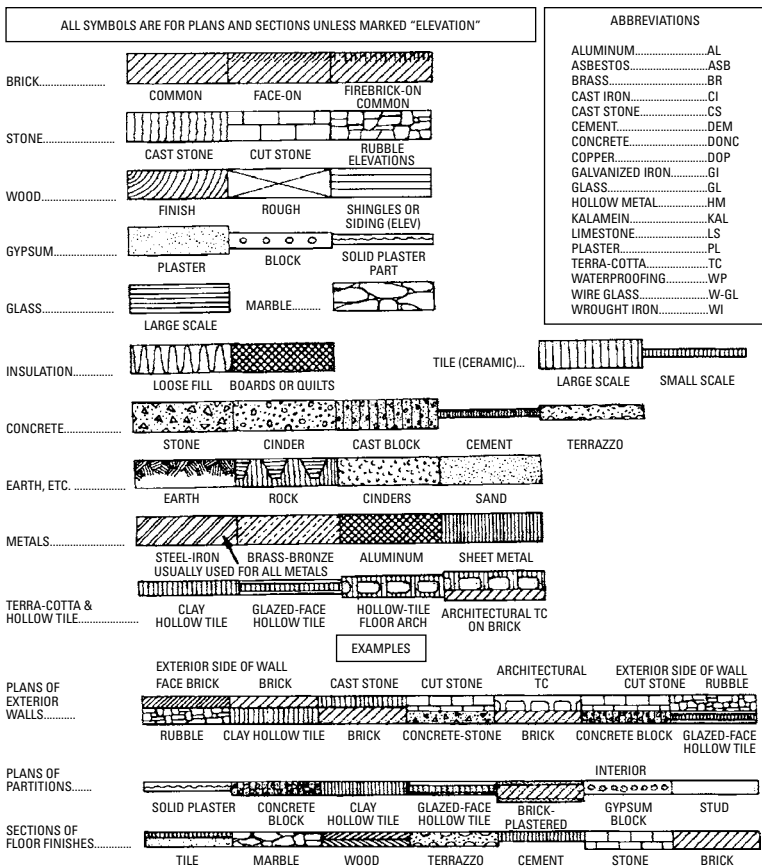 ALL SYMBOLS ARE FOR PLANS AND SECTIONS UNLESS MARKED “ELEVATION”
ABBREVIATIONS
ALUMINUM.......................AL
ASBESTOS.......................ASB
BRASS.......................BR
CAST IRON.......................CI
CAST STONE.......................CS
CEMENT.......................DEM
CONCRETE.......................DONC
COPPER.......................DOP
GALVANIZED IRON.......................GI
GLASS.......................GL
HOLLOW METAL.......................HM
KALAMEIN.......................KAL
LIMESTONE.......................LS
PLASTER.......................PL
TERRA-COTTA.......................TC
WATERPROOFING.......................WP
WIRE GLASS.......................W-GL
WROUGHT IRON.......................WI
BRICK.......................
COMMON FACE-ON FIREBRICK-ON
COMMON
STONE.......................
CAST STONE CUT STONE RUBBLE
ELEVATIONS
WOOD.......................
FINISH ROUGH SHINGLES OR
SIDING (ELEV)
GYPSUM.......................
PLASTER BLOCK SOLID PLASTER
PART
GLASS....................... MARBLE.......
LARGE SCALE
INSULATION............... TILE (CERAMIC)...
LOOSE FILL BOARDS OR QUILTS LARGE SCALE SMALL SCALE
CONCRETE.......................
STONE CINDER CAST BLOCK CEMENT TERRAZZO
EARTH, ETC. ....................
EARTH ROCK CINDERS SAND
METALS.......................
STEEL-IRON BRASS-BRONZE ALUMINUM SHEET METAL
USUALLY USED FOR ALL METALS
TERRA-COTTA &
HOLLOW TILE.......................
CLAY
HOLLOW TILE
GLAZED-FACE
HOLLOW TILE
HOLLOW-TILE
FLOOR ARCH
ARCHITECTURAL TC
ON BRICK
EXAMPLES
EXTERIOR SIDE OF WALL
FACE BRICK BRICK CAST STONE CUT STONE
ARCHITECTURAL
TC
EXTERIOR SIDE OF WALL
CUT STONE RUBBLE
PLANS OF
EXTERIOR
WALLS.........
RUBBLE CLAY HOLLOW TILE BRICK CONCRETE-STONE BRICK CONCRETE BLOCK GLAZED-FACE
HOLLOW TILE
INTERIOR
PLANS OF
PARTITIONS......
SOLID PLASTER
CONCRETE
BLOCK
CLAY
HOLLOW TILE
GLAZED-FACE
HOLLOW TILE
BRICK-
PLASTERED
GYPSUM
BLOCK
STUD
SECTIONS OF
FLOOR FINISHES.........
TILE MARBLE WOOD TERRAZZO CEMENT STONE BRICK